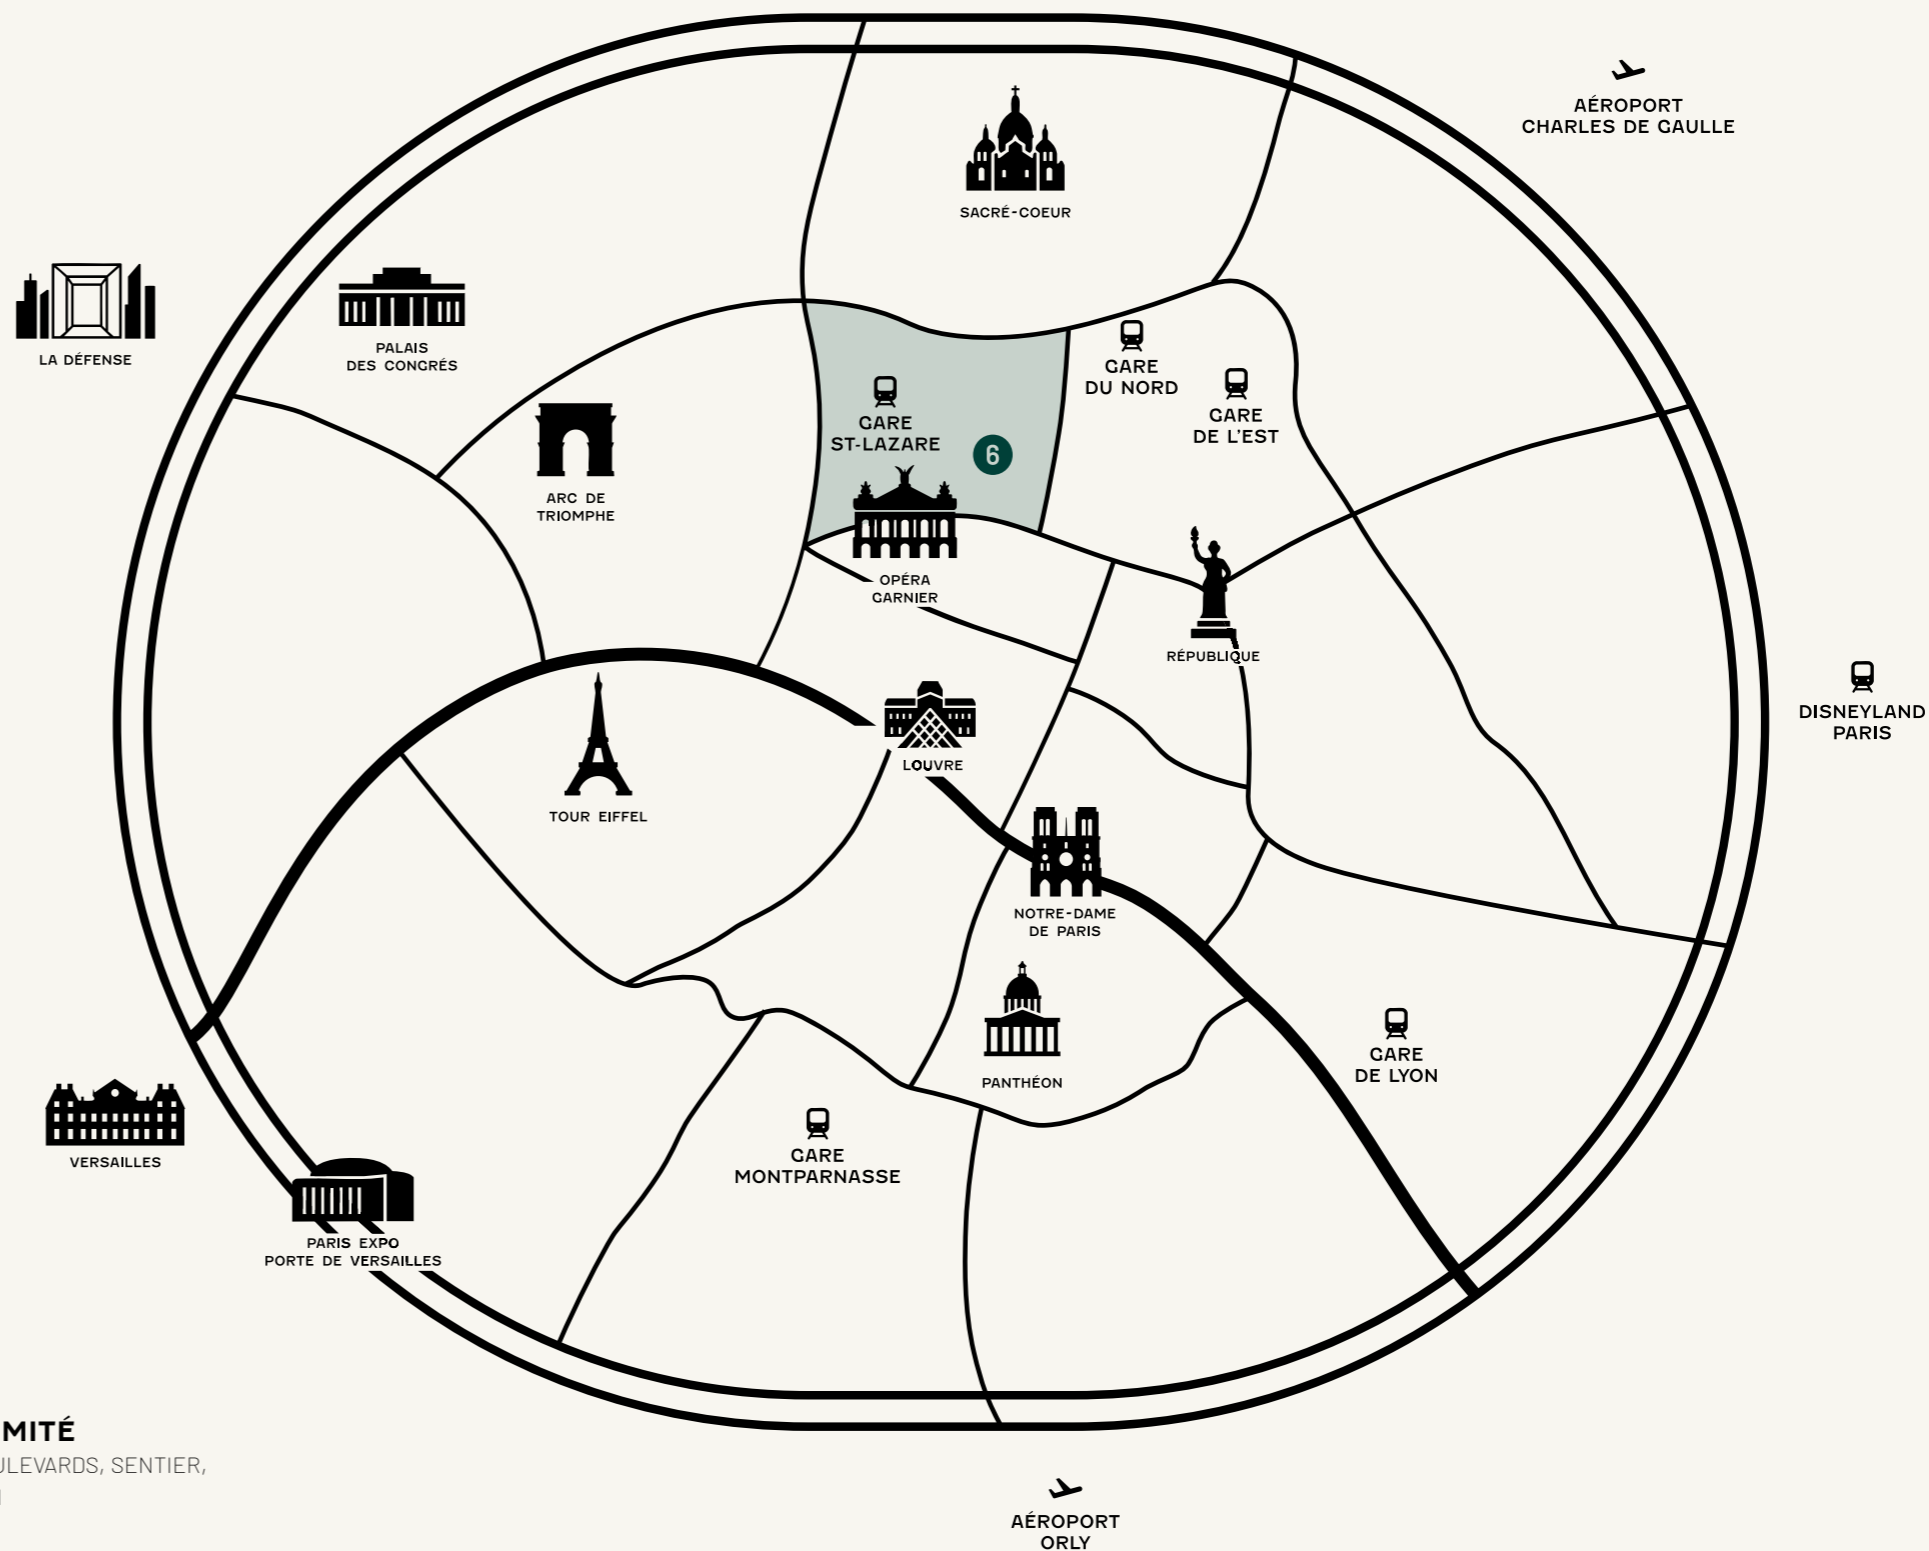 AÉROPORT
CHARLES DE GAULLE
SACRÉ-COEUR
LA DÉFENSE
PALAIS
DES CONGRÉS
GARE
DU NORD
GARE
DE L'EST
GARE
ST-LAZARE
6
ARC DE
TRIOMPHE
OPÉRA
GARNIER
RÉPUBLIQUE
DISNEYLAND
PARIS
LOUVRE
TOUR EIFFEL
NOTRE-DAME
DE PARIS
GARE
DE LYON
PANTHÉON
VERSAILLES
GARE
MONTPARNASSE
PARIS EXPO
PORTE DE VERSAILLES
MITÉ
ULEVARDS, SENTIER,
AÉROPORT
ORLY